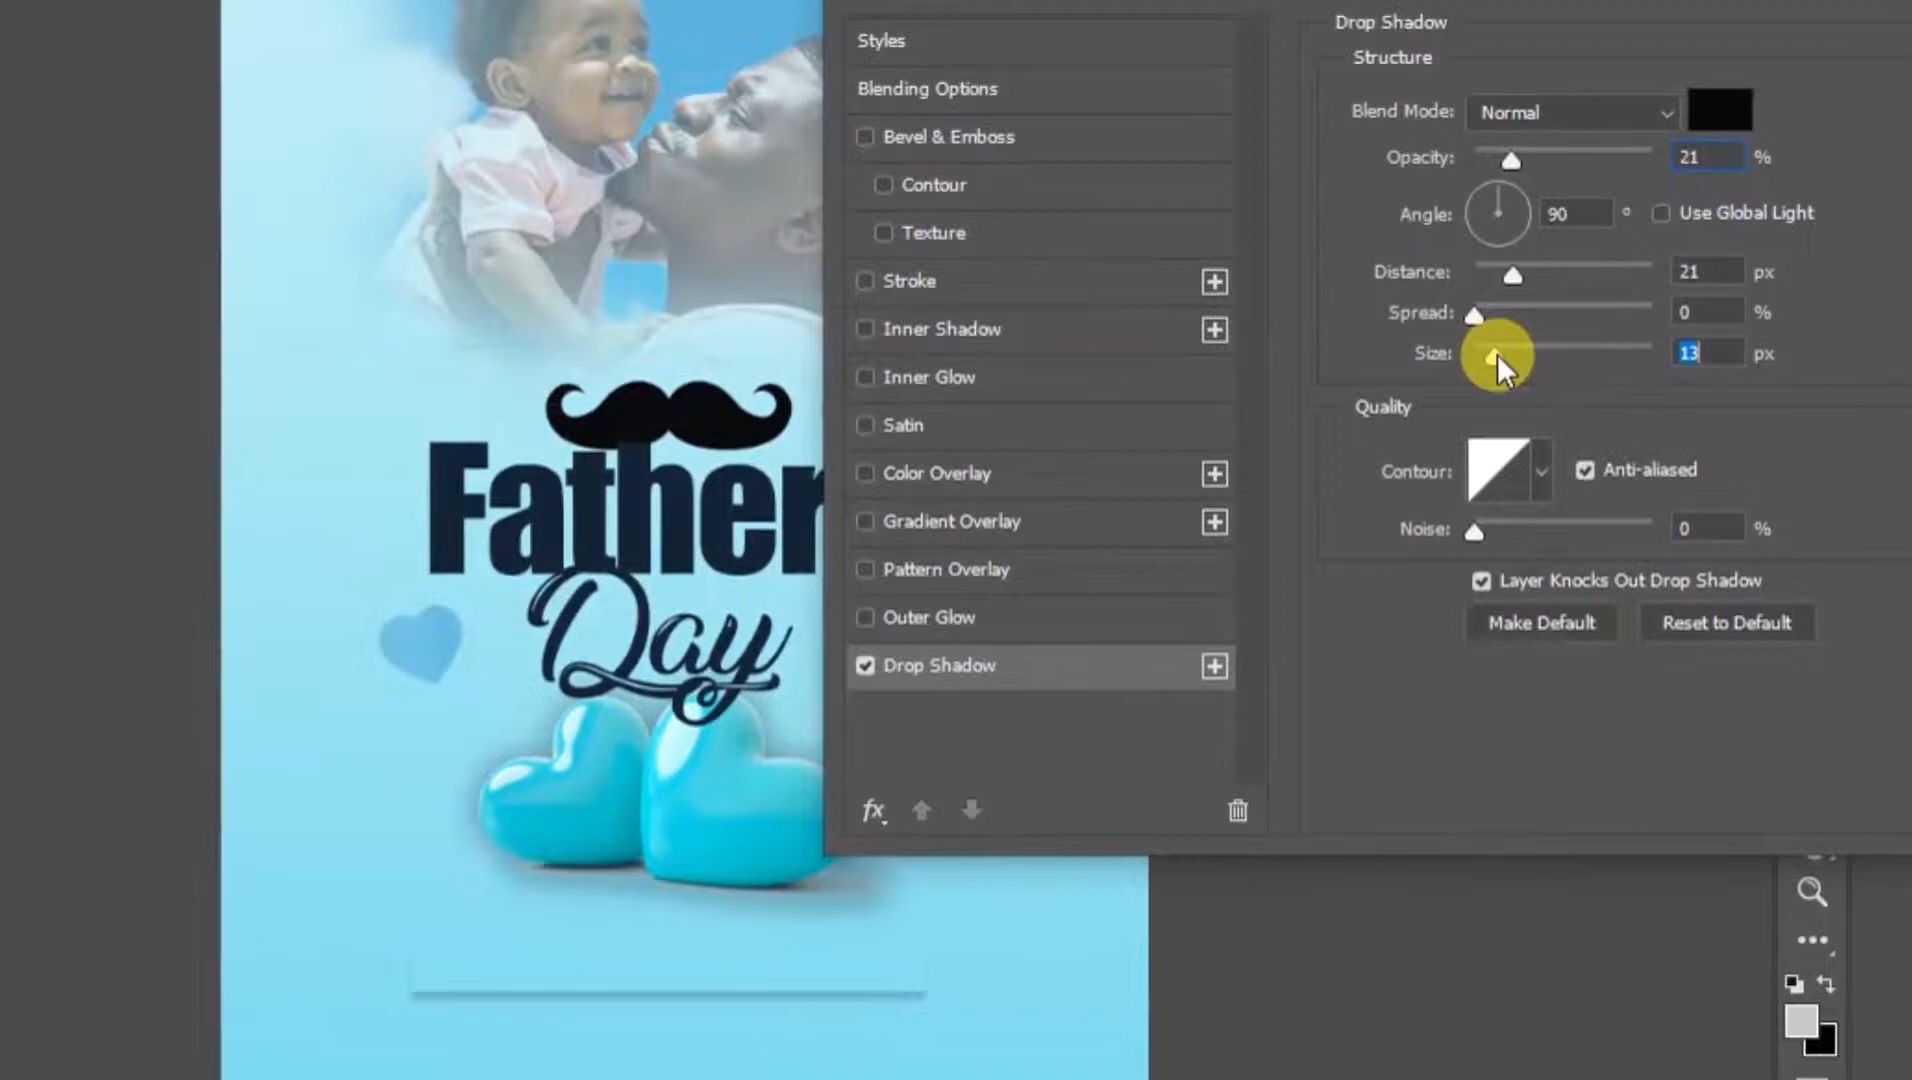 Father
Day
Styles
Blending Options
Bevel & Emboss
Contour
Texture
Stroke
Inner Shadow
Inner Glow
Satin
Color Overlay
Gradient Overlay
Pattern Overlay
Outer Glow
Drop Shadow
fx
Drop Shadow
Structure
Blend Mode: Normal
Opacity: 21 %
Angle: 90 ° Use Global Light
Distance: 21 px
Spread: 0 %
Size: 13 px
Quality
Contour: Anti-aliased
Noise: 0 %
Layer Knocks Out Drop Shadow
Make Default Reset to Default